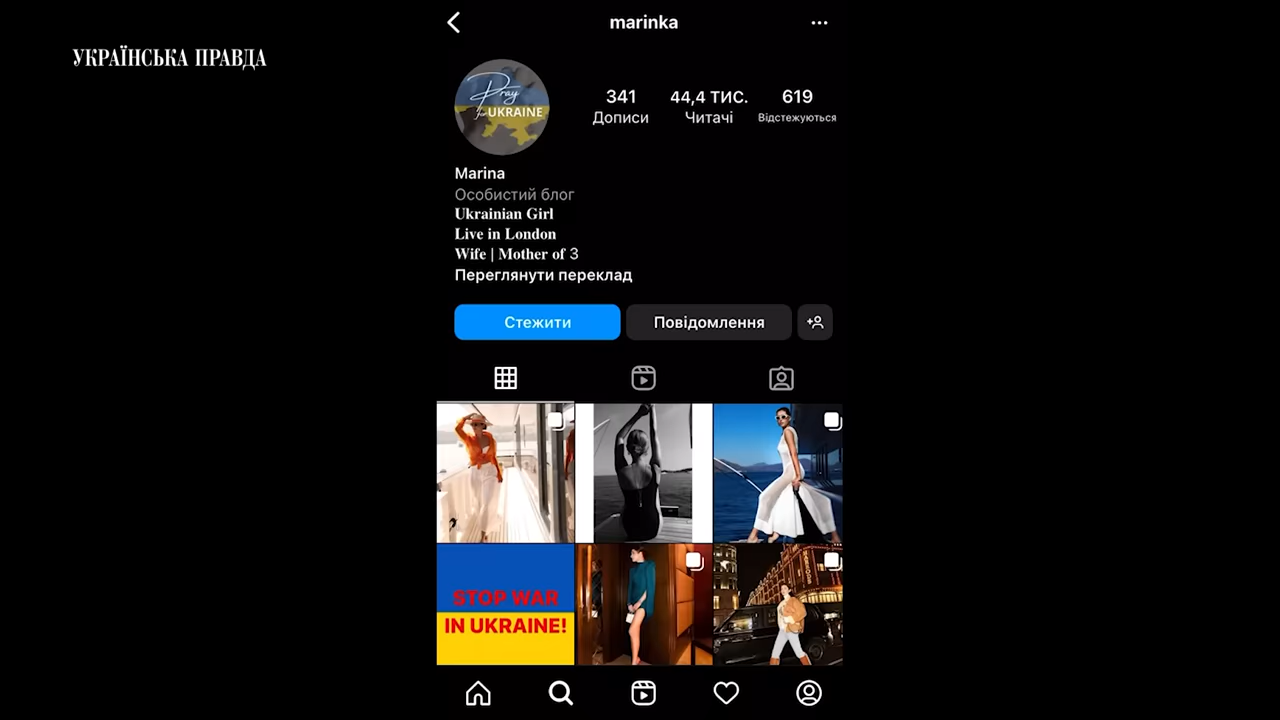 УКРАЇНСЬКА ПРАВДА
marinka
341
Дописи
44,4 ТИС.
Читачі
619
Відстежуються
Pray
for UKRAINE
Marina
Особистий блог
Ukrainian Girl
Live in London
Wife | Mother of 3
Переглянути переклад
Стежити
Повідомлення
STOP WAR
IN UKRAINE!